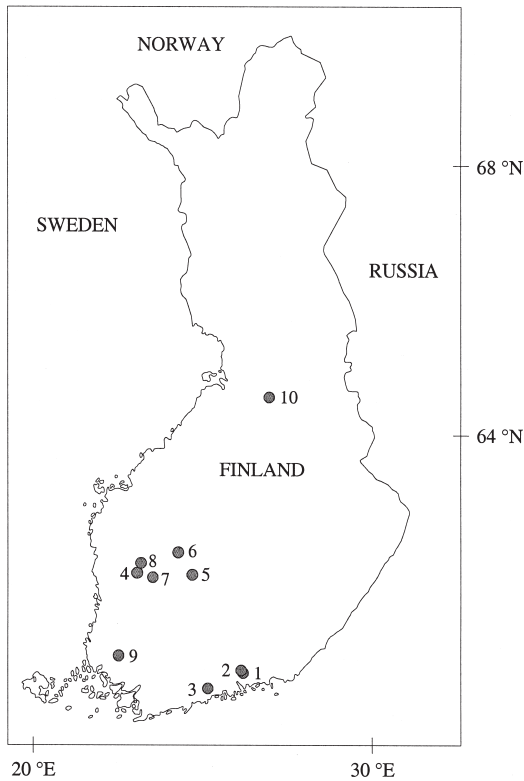 NORWAY
68 °N
SWEDEN
RUSSIA
10
64 °N
FINLAND
6
8
4
7
5
9
2
1
3
20 °E
30 °E